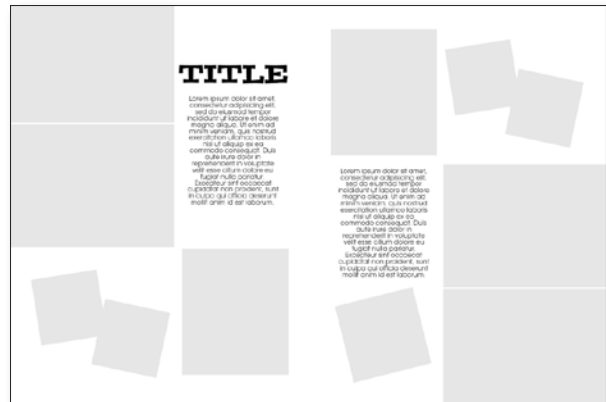 TITLE
Lorem ipsum dolor sit amet,
consectetur adipiscing elit,
sed do eiusmod tempor
incididunt ut labore et dolore
magna aliqua. Ut enim ad
minim veniam, quis nostrud
exercitation ullamco laboris
nisi ut aliquip ex ea
commodo consequat. Duis
aute irure dolor in
reprehenderit in voluptate
velit esse cillum dolore eu
fugiat nulla pariatur.
Excepteur sint occaecat
cupidatat non proident, sunt
in culpa qui officia deserunt
mollit anim id est laborum.
Lorem ipsum dolor sit amet,
consectetur adipiscing elit,
sed do eiusmod tempor
incididunt ut labore et dolore
magna aliqua. Ut enim ad
minim veniam, quis nostrud
exercitation ullamco laboris
nisi ut aliquip ex ea
commodo consequat. Duis
aute irure dolor in
reprehenderit in voluptate
velit esse cillum dolore eu
fugiat nulla pariatur.
Excepteur sint occaecat
cupidatat non proident, sunt
in culpa qui officia deserunt
mollit anim id est laborum.